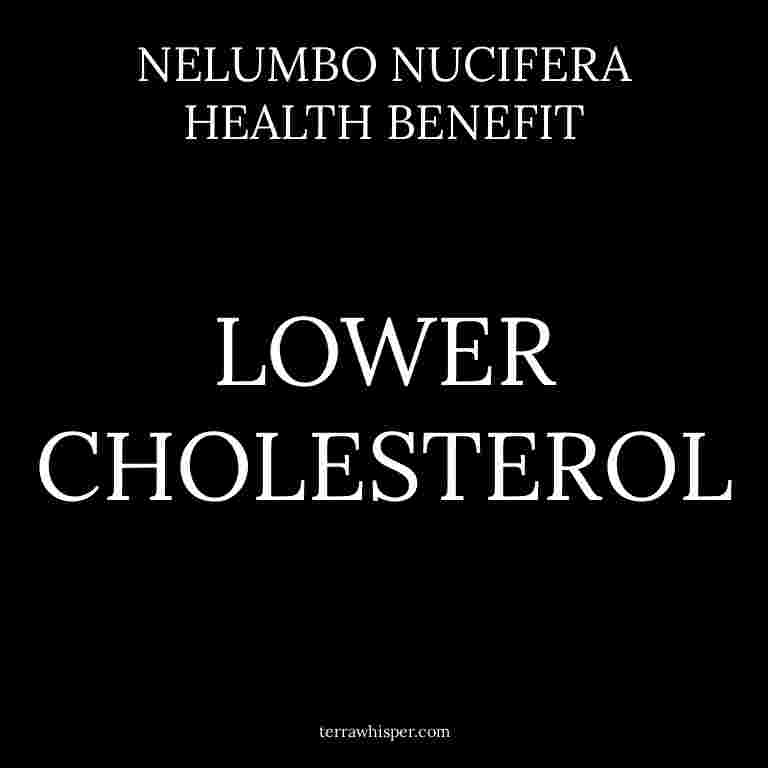 NELUMBO NUCIFERA
HEALTH BENEFIT
LOWER
CHOLESTEROL
terrawhisper.com